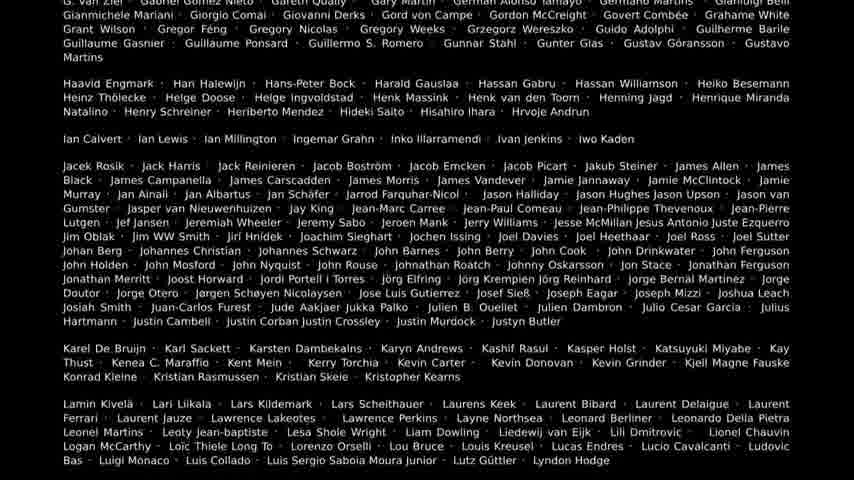 G. van Ziel · Gabriel Gomez Nieto · Gareth Qually · Gary Martin · German Alonso Tamayo · Germano Martins · Gianluigi Belli
Gianmichele Mariani · Giorgio Comai · Giovanni Derks · Gord von Campe · Gordon McCreight · Govert Combée · Grahame White
Grant Wilson · Gregor Féng · Gregory Nicolas · Gregory Weeks · Grzegorz Wereszko · Guido Adolphi · Guilherme Barile
Guillaume Gasnier · Guillaume Ponsard · Guillermo S. Romero · Gunnar Stahl · Gunter Glas · Gustav Göransson · Gustavo
Martins
Haavid Engmark · Han Halewijn · Hans-Peter Bock · Harald Gauslaa · Hassan Gabru · Hassan Williamson · Heiko Besemann
Heinz Thölecke · Helge Doose · Helge Ingvoldstad · Henk Massink · Henk van den Toorn · Henning Jagd · Henrique Miranda
Natalino · Henry Schreiner · Heriberto Mendez · Hideki Saito · Hisahiro Ihara · Hrvoje Andrun
Ian Calvert · Ian Lewis · Ian Millington · Ingemar Grahn · Inko Illarramendi · Ivan Jenkins · Iwo Kaden
Jacek Rosik · Jack Harris · Jack Reinieren · Jacob Boström · Jacob Emcken · Jacob Picart · Jakub Steiner · James Allen · James
Black · James Campanella · James Carscadden · James Morris · James Vandever · Jamie Jannaway · Jamie McClintock · Jamie
Murray · Jan Ainali · Jan Albartus · Jan Schäfer · Jarrod Farquhar-Nicol · Jason Halliday · Jason Hughes Jason Upson · Jason van
Gumster · Jasper van Nieuwenhuizen · Jay King · Jean-Marc Carree · Jean-Paul Comeau · Jean-Philippe Thevenoux · Jean-Pierre
Lutgen · Jef Jansen · Jeremiah Wheeler · Jeremy Sabo · Jeroen Mank · Jerry Williams · Jesse McMillan Jesus Antonio Juste Ezquerro
Jim Oblak · Jim WW Smith · Jirí Hnídek · Joachim Sieghart · Jochen Issing · Joel Davies · Joel Heethaar · Joel Ross · Joel Sutter
Johan Berg · Johannes Christian · Johannes Schwarz · John Barnes · John Berry · John Cook · John Drinkwater · John Ferguson
John Holden · John Mosford · John Nyquist · John Rouse · Johnathan Roatch · Johnny Oskarsson · Jon Stace · Jonathan Ferguson
Jonathan Merritt · Joost Howard · Jordi Portell i Torres · Jörg Elfring · Jörg Krempien Jörg Reinhard · Jorge Bernal Martinez · Jorge
Doutor · Jorge Otero · Jørgen Schøyen Nicolaysen · Jose Luis Gutierrez · Josef Sieß · Joseph Eagar · Joseph Mizzi · Joshua Leach
Josiah Smith · Juan-Carlos Furest · Jude Aakjaer Jukka Palko · Julien B. Ouellet · Julien Dambron · Julio Cesar Garcia · Julius
Hartmann · Justin Cambell · Justin Corban Justin Crossley · Justin Murdock · Justyn Butler
Karel De Bruijn · Karl Sackett · Karsten Dambekalns · Karyn Andrews · Kashif Rasul · Kasper Holst · Katsuyuki Miyabe · Kay
Thust · Kenea C. Maraffio · Kent Mein · Kerry Torchia · Kevin Carter · Kevin Donovan · Kevin Grinder · Kjell Magne Fauske
Konrad Kleine · Kristian Rasmussen · Kristian Skeie · Kristopher Kearns
Lamin Kivelä · Lari Liikala · Lars Kildemark · Lars Scheithauer · Laurens Keek · Laurent Bibard · Laurent Delaigue · Laurent
Ferrari · Laurent Jauze · Lawrence Lakeotes · Lawrence Perkins · Layne Northsea · Leonard Berliner · Leonardo Della Pietra
Leonel Martins · Leoty Jean-baptiste · Lesa Shole Wright · Liam Dowling · Liedewij van Eijk · Lili Dmitrovic · Lionel Chauvin
Logan McCarthy · Loïc Thiele Long To · Lorenzo Orselli · Lou Bruce · Louis Kreusel · Lucas Endres · Lucio Cavalcanti · Ludovic
Bas · Luigi Monaco · Luis Collado · Luis Sergio Saboia Moura Junior · Lutz Güttler · Lyndon Hodge